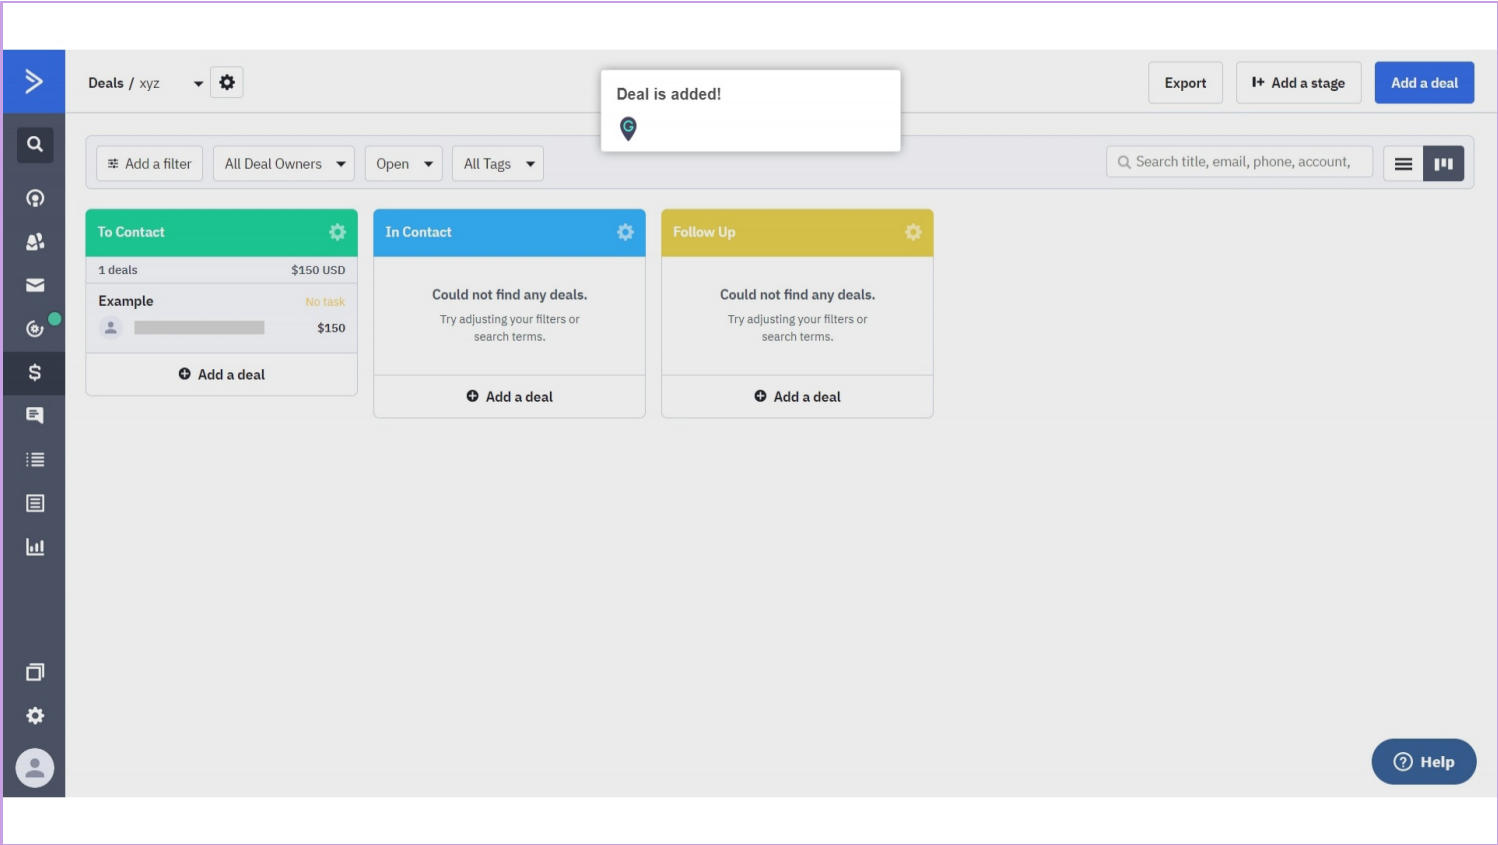 Deals / xyz
Deal is added!
G
Export
Add a stage
Add a deal
Add a filter
All Deal Owners
Open
All Tags
Search title, email, phone, account,
To Contact
1 deals $150 USD
Example No task
$150
Add a deal
In Contact
Could not find any deals.
Try adjusting your filters or
search terms.
Add a deal
Follow Up
Could not find any deals.
Try adjusting your filters or
search terms.
Add a deal
Help